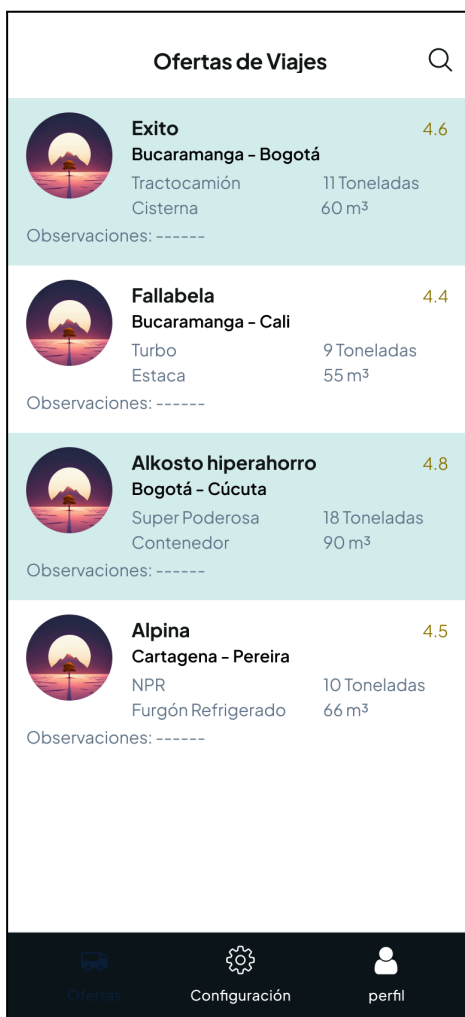 Ofertas de Viajes
Exito 4.6
Bucaramanga - Bogotá
Tractocamión 11 Toneladas
Cisterna 60 m³
Observaciones: ------
Fallabela 4.4
Bucaramanga - Cali
Turbo 9 Toneladas
Estaca 55 m³
Observaciones: ------
Alkosto hiperahorro 4.8
Bogotá - Cúcuta
Super Poderosa 18 Toneladas
Contenedor 90 m³
Observaciones: ------
Alpina 4.5
Cartagena - Pereira
NPR 10 Toneladas
Furgón Refrigerado 66 m³
Observaciones: ------
Ofertas Configuración perfil